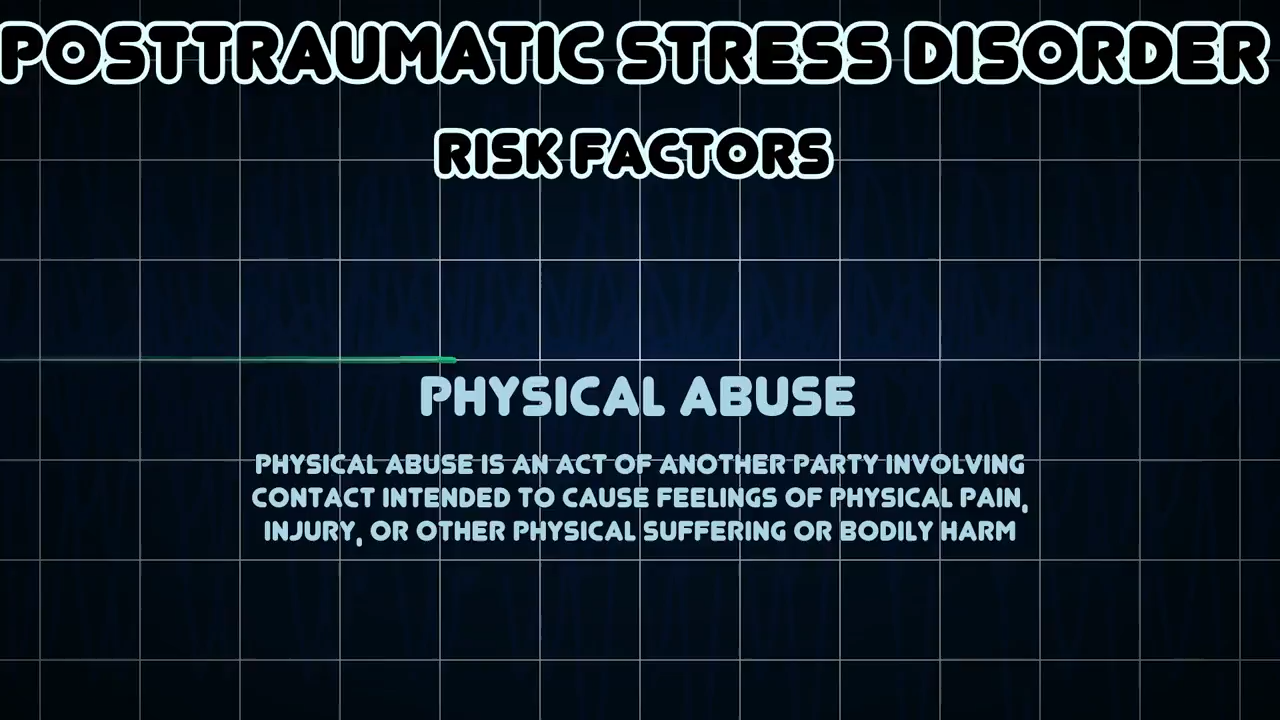 POSTTRAUMATIC STRESS DISORDER
RISK FACTORS
PHYSICAL ABUSE
PHYSICAL ABUSE IS AN ACT OF ANOTHER PARTY INVOLVING
CONTACT INTENDED TO CAUSE FEELINGS OF PHYSICAL PAIN,
INJURY, OR OTHER PHYSICAL SUFFERING OR BODILY HARM